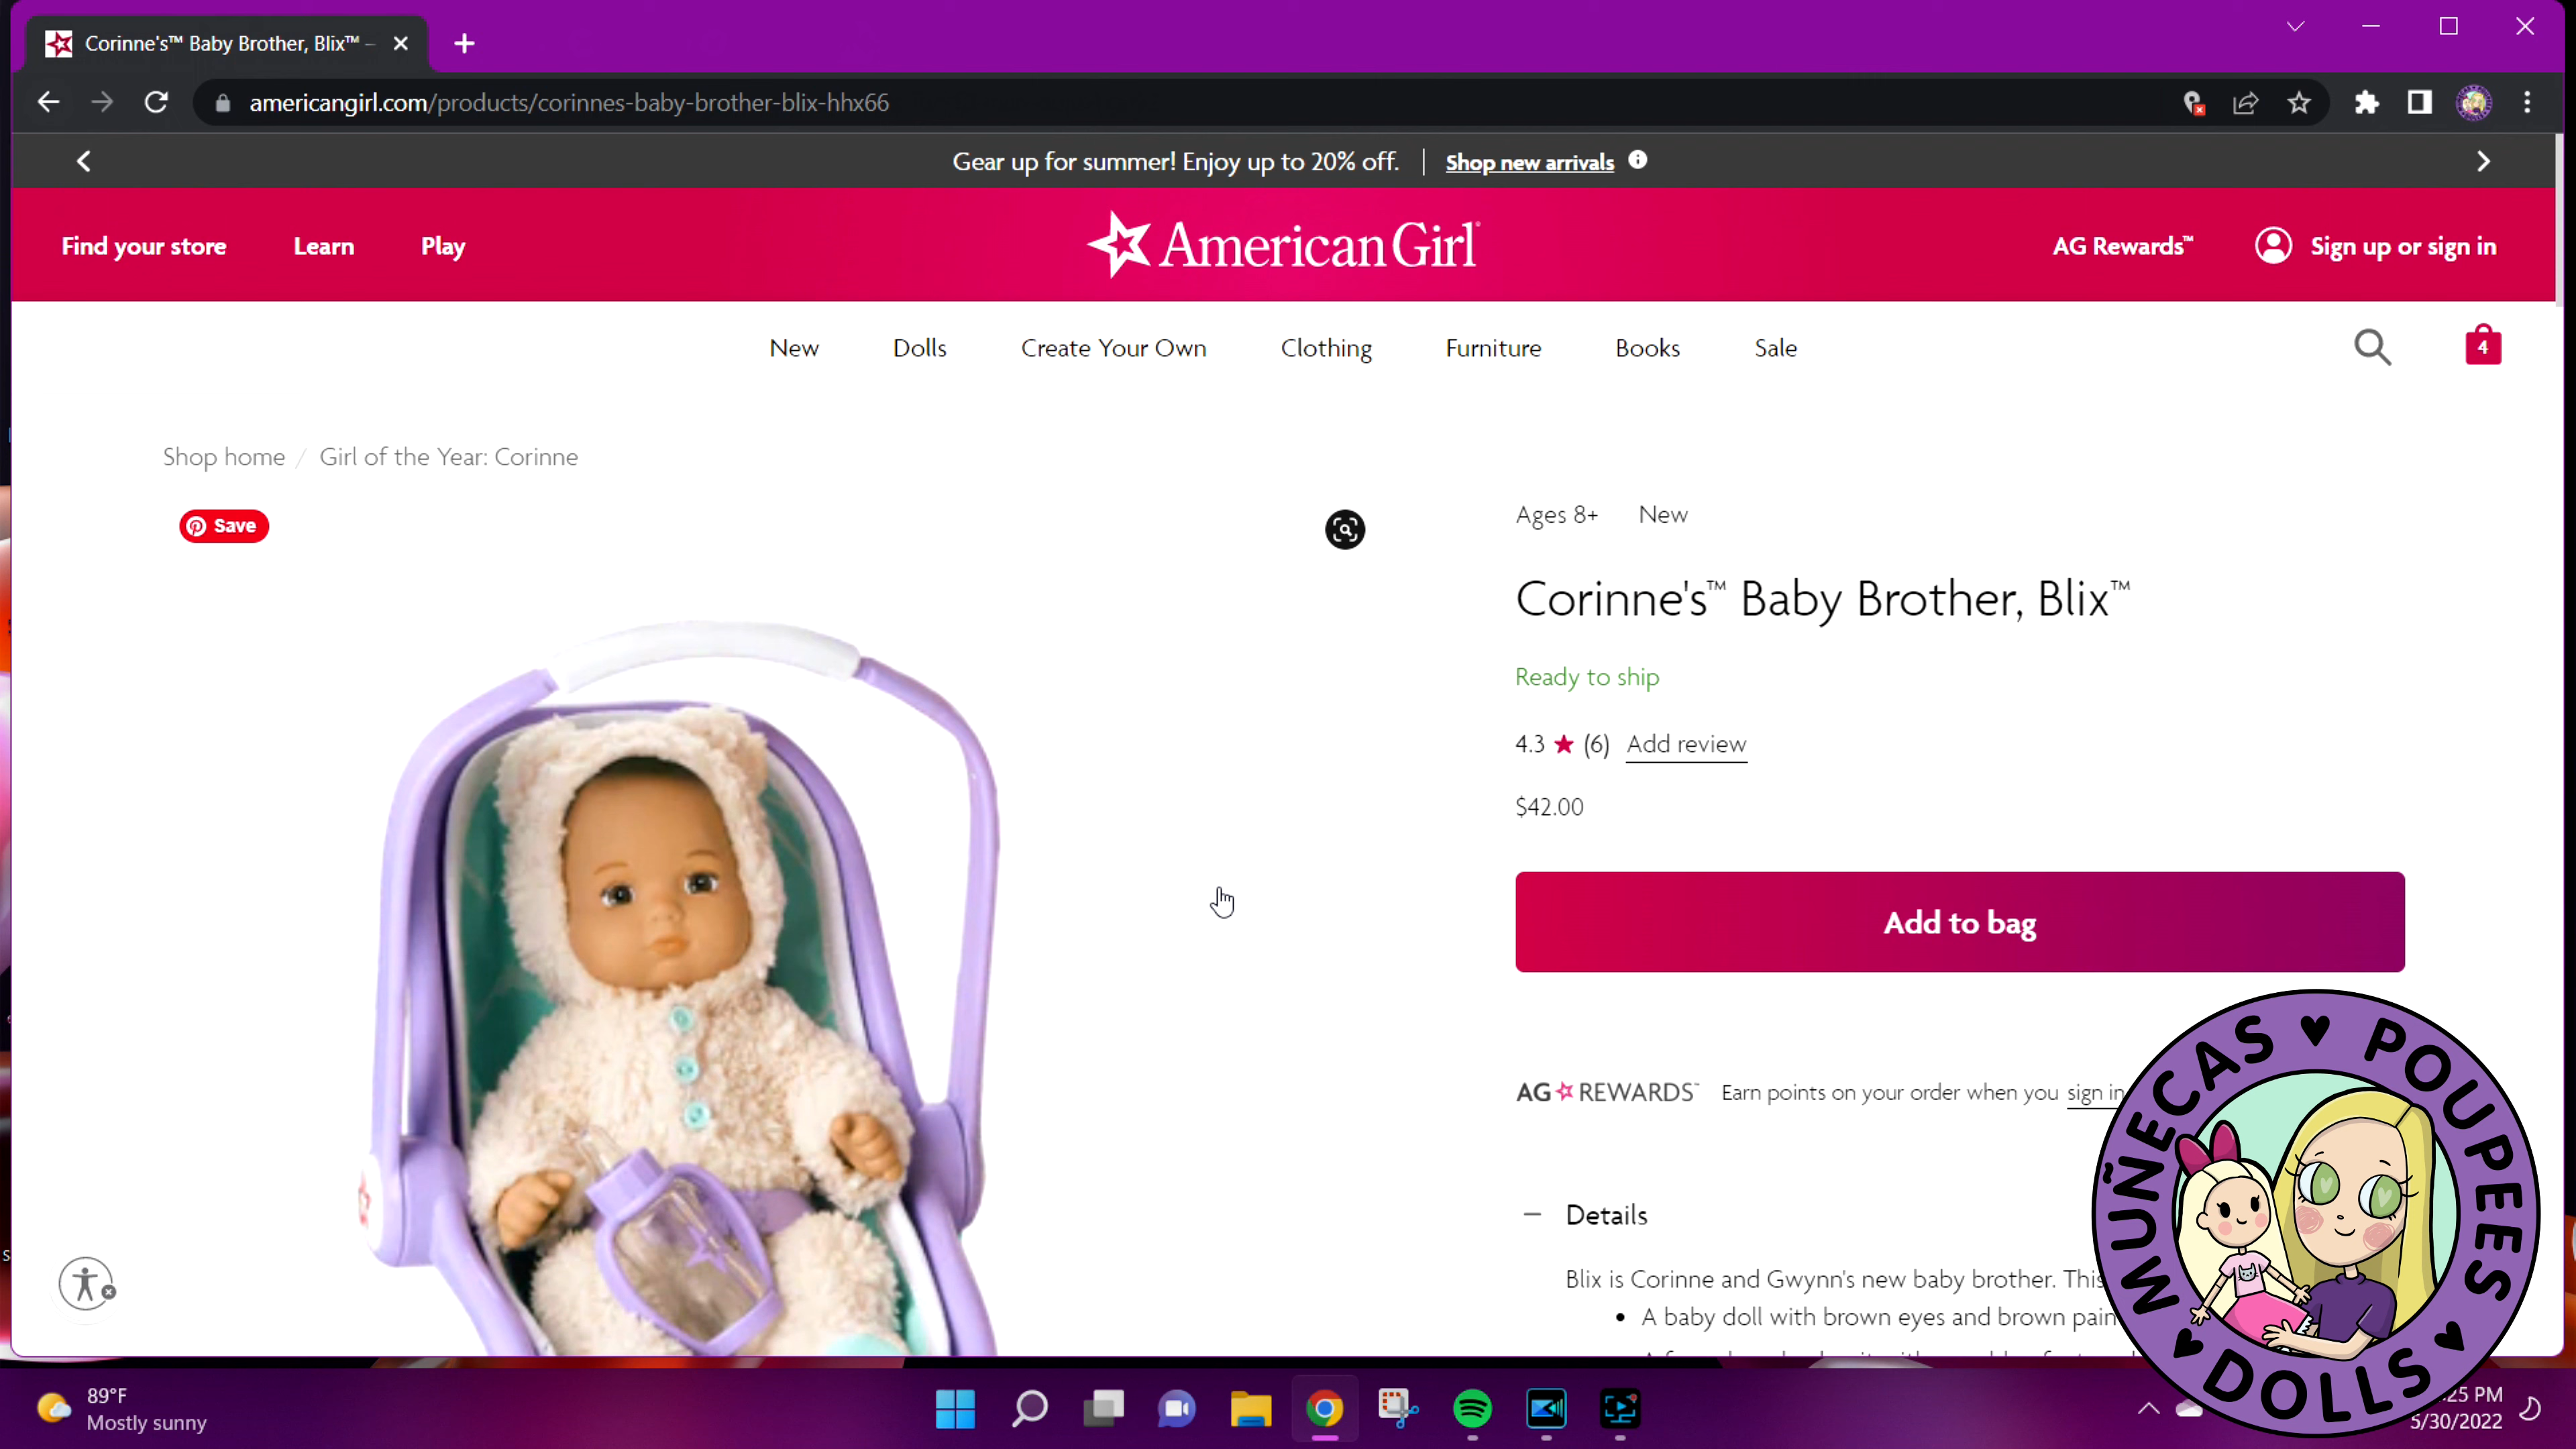 Corinne's™ Baby Brother, Blix™ –
americangirl.com/products/corinnes-baby-brother-blix-hhx66
Gear up for summer! Enjoy up to 20% off. | Shop new arrivals
Find your store Learn Play
American Girl®
AG Rewards™ Sign up or sign in
New Dolls Create Your Own Clothing Furniture Books Sale
4
Shop home / Girl of the Year: Corinne
Save
Ages 8+ New
Corinne's™ Baby Brother, Blix™
Ready to ship
4.3 ★ (6) Add review
$42.00
Add to bag
AG REWARDS™ Earn points on your order when you sign in
Details
Blix is Corinne and Gwynn's new baby brother. This
• A baby doll with brown eyes and brown pain
MUÑECAS ♥ POUPEES ♥ DOLLS ♥
89°F
Mostly sunny
:25 PM
5/30/2022